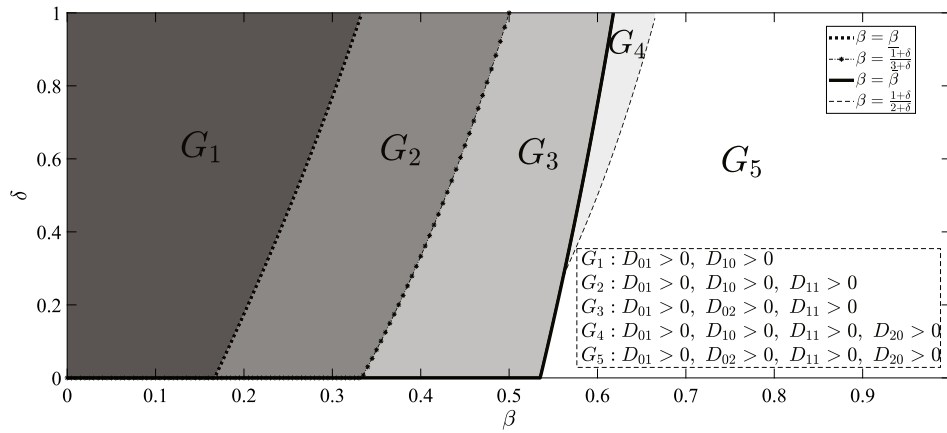 1
0.8
0.6
0.4
0.2
0
δ
0 0.1 0.2 0.3 0.4 0.5 0.6 0.7 0.8 0.9
β
G₁
G₂
G₃
G₄
G₅
β = β̲
β = (1+δ)/(3+δ)
β = β̄
β = (1+δ)/(2+δ)
G₁ : D₀₁ > 0, D₁₀ > 0
G₂ : D₀₁ > 0, D₁₀ > 0, D₁₁ > 0
G₃ : D₀₁ > 0, D₀₂ > 0, D₁₁ > 0
G₄ : D₀₁ > 0, D₁₀ > 0, D₁₁ > 0, D₂₀ > 0
G₅ : D₀₁ > 0, D₀₂ > 0, D₁₁ > 0, D₂₀ > 0